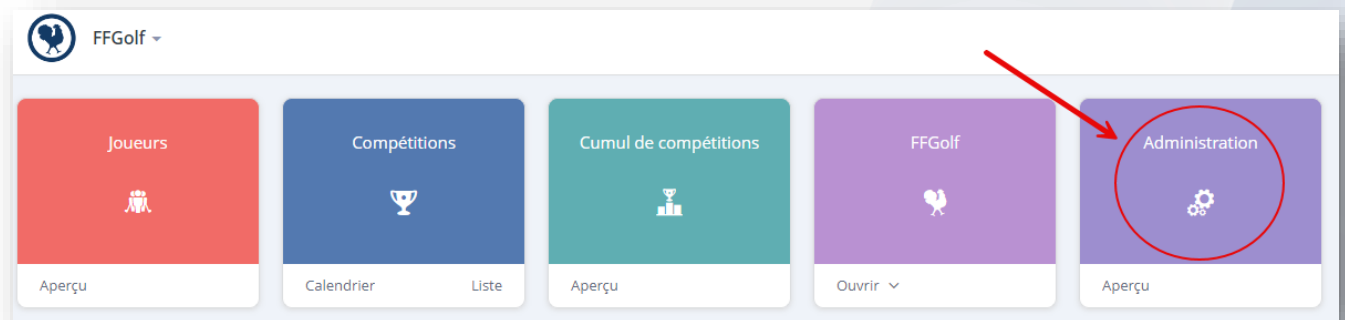 FFGolf
Joueurs
Compétitions
Cumul de compétitions
FFGolf
Administration
Aperçu
Calendrier
Liste
Aperçu
Ouvrir
Aperçu